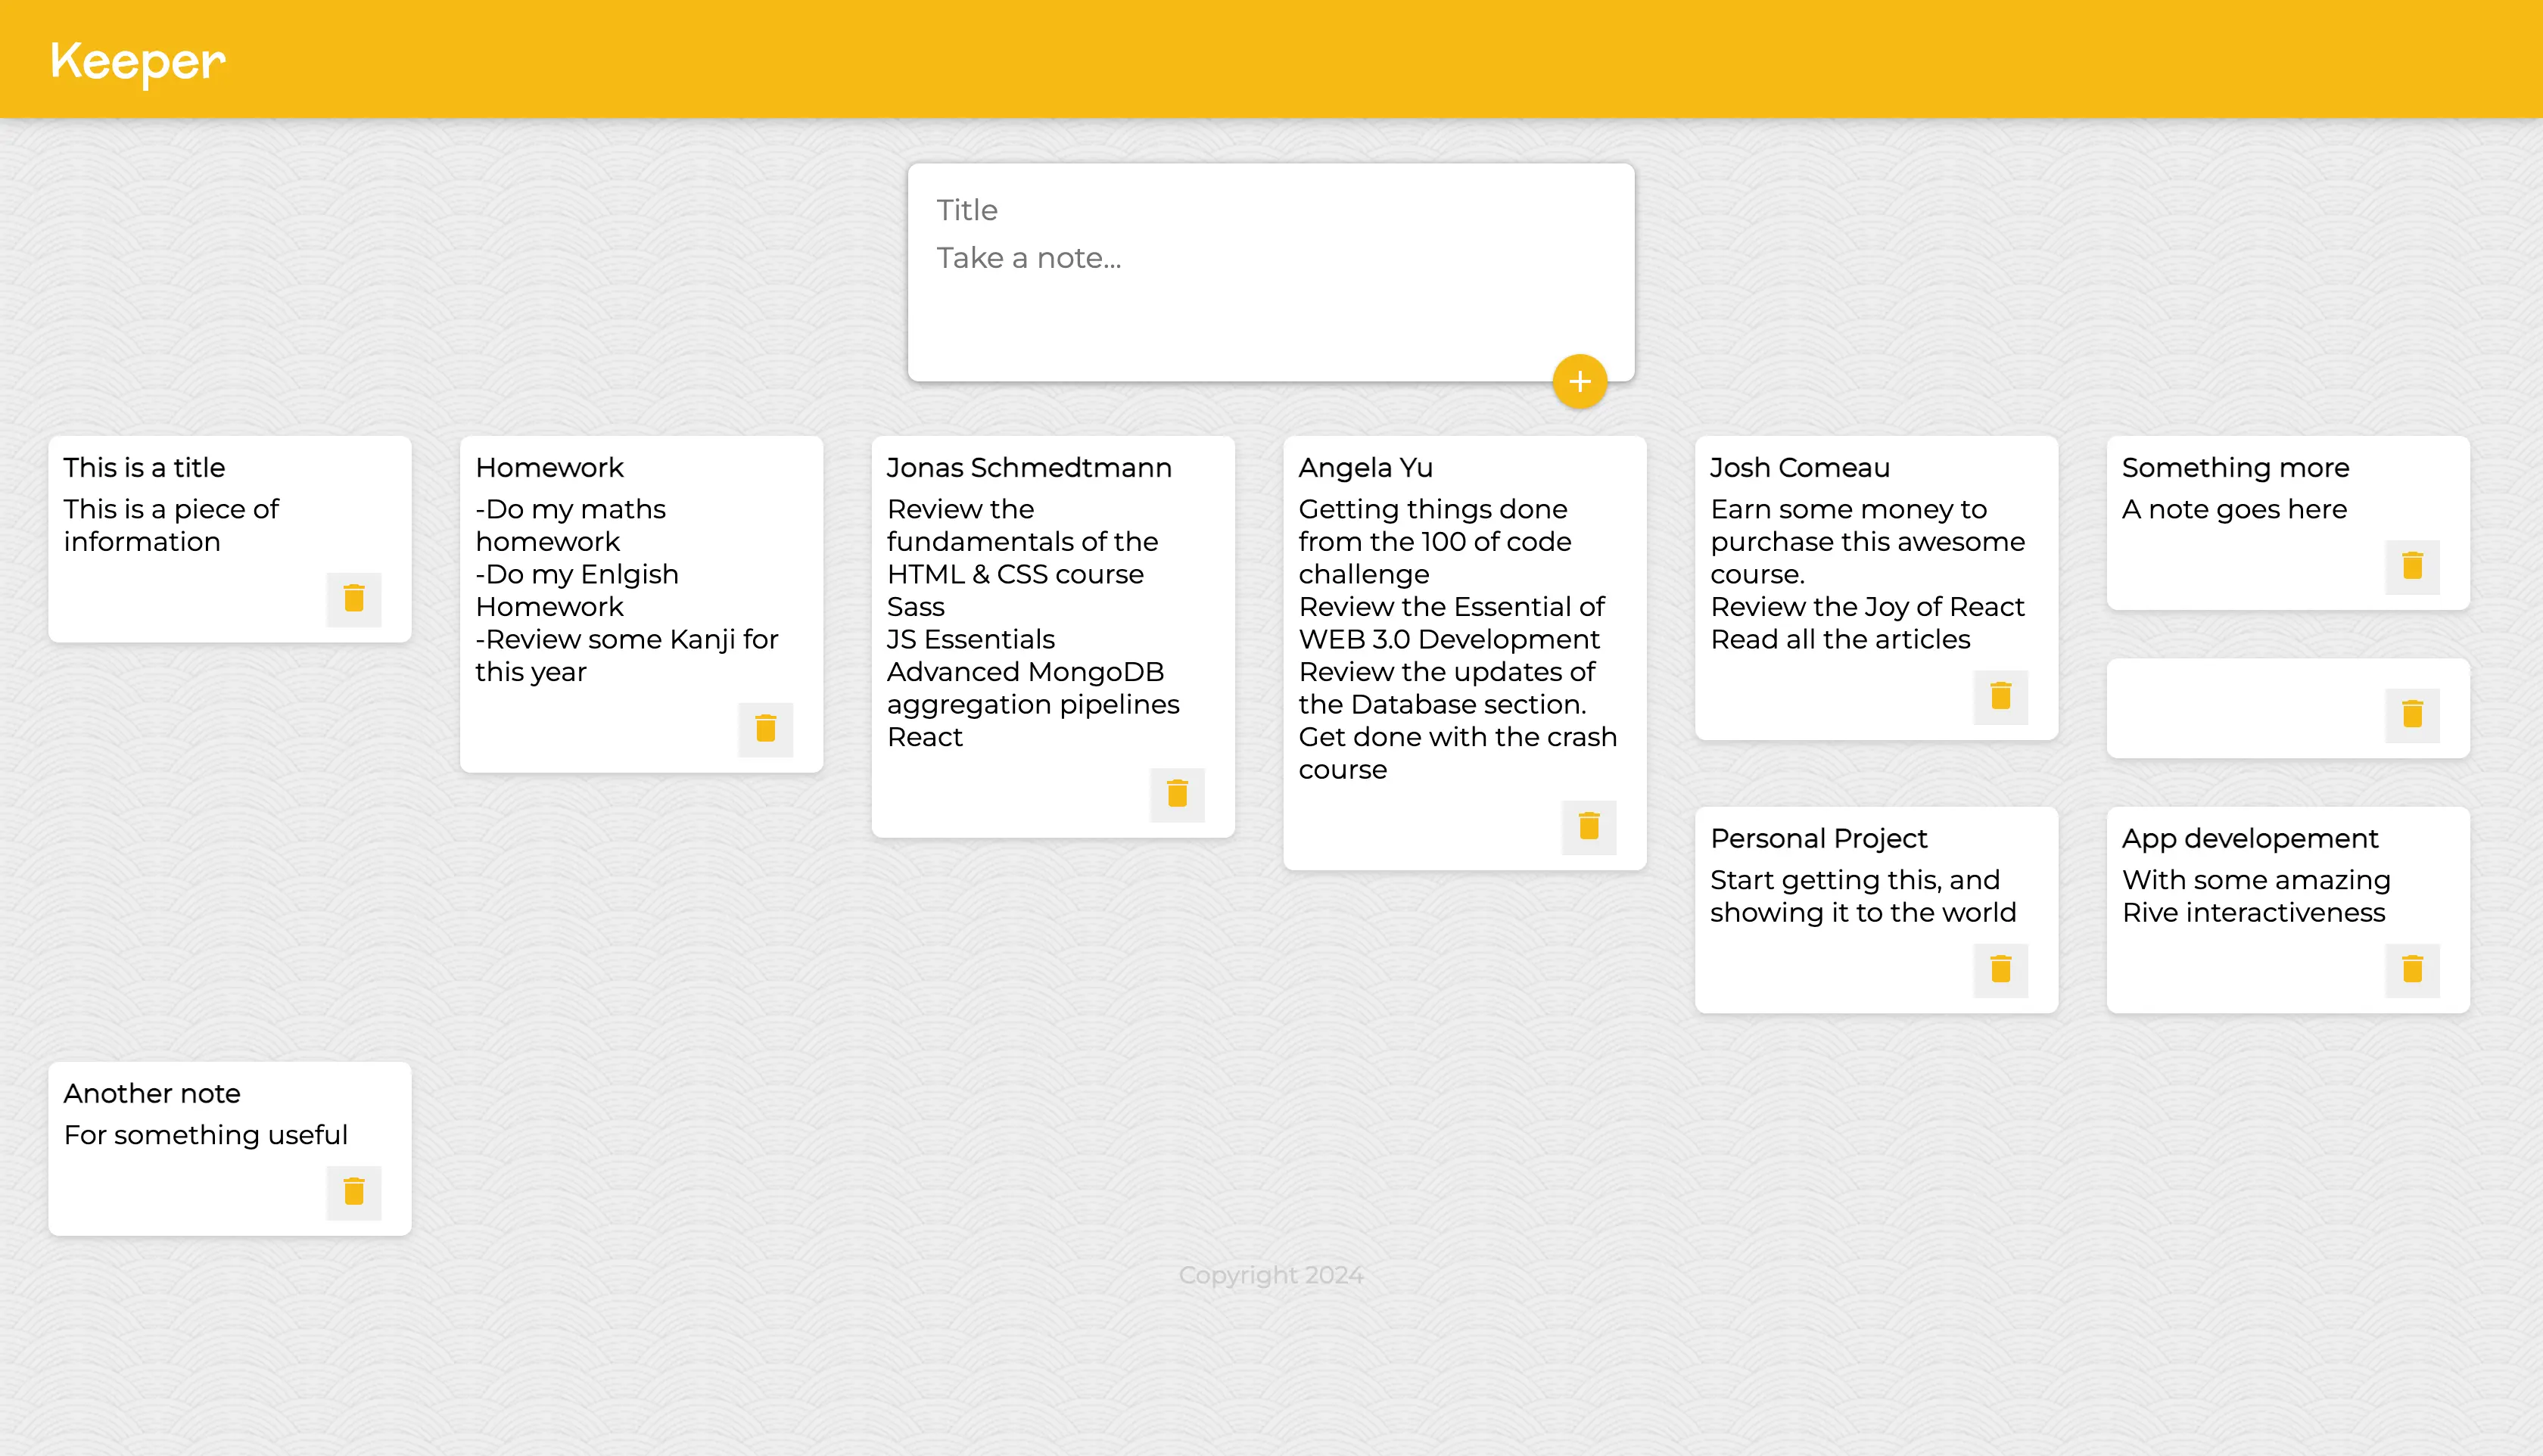 Keeper
Title
Take a note...
This is a title
This is a piece of
information
Homework
-Do my maths
homework
-Do my Enlgish
Homework
-Review some Kanji for
this year
Jonas Schmedtmann
Review the
fundamentals of the
HTML & CSS course
Sass
JS Essentials
Advanced MongoDB
aggregation pipelines
React
Angela Yu
Getting things done
from the 100 of code
challenge
Review the Essential of
WEB 3.0 Development
Review the updates of
the Database section.
Get done with the crash
course
Josh Comeau
Earn some money to
purchase this awesome
course.
Review the Joy of React
Read all the articles
Something more
A note goes here
Personal Project
Start getting this, and
showing it to the world
App developement
With some amazing
Rive interactiveness
Another note
For something useful
Copyright 2024